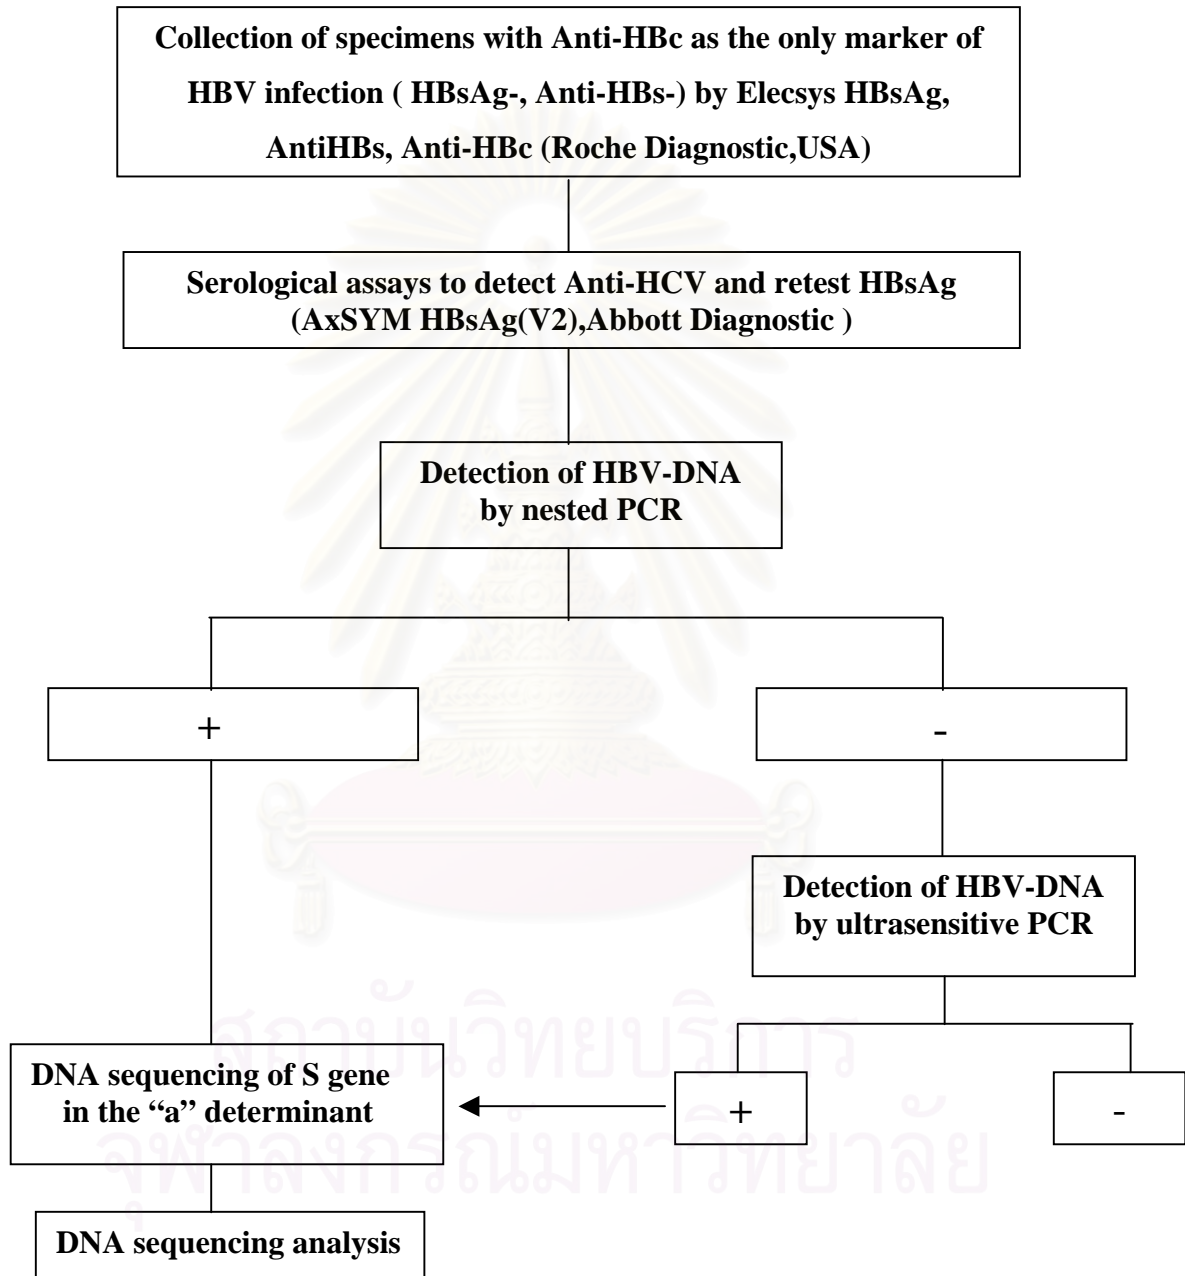 Collection of specimens with Anti-HBc as the only marker of
HBV infection ( HBsAg-, Anti-HBs-) by Elecsys HBsAg,
AntiHBs, Anti-HBc (Roche Diagnostic,USA)
Serological assays to detect Anti-HCV and retest HBsAg
(AxSYM HBsAg(V2),Abbott Diagnostic )
Detection of HBV-DNA
by nested PCR
+
-
Detection of HBV-DNA
by ultrasensitive PCR
+
-
DNA sequencing of S gene
in the “a” determinant
DNA sequencing analysis
สถาบันวิทยบริการ
จุฬาลงกรณ์มหาวิทยาลัย